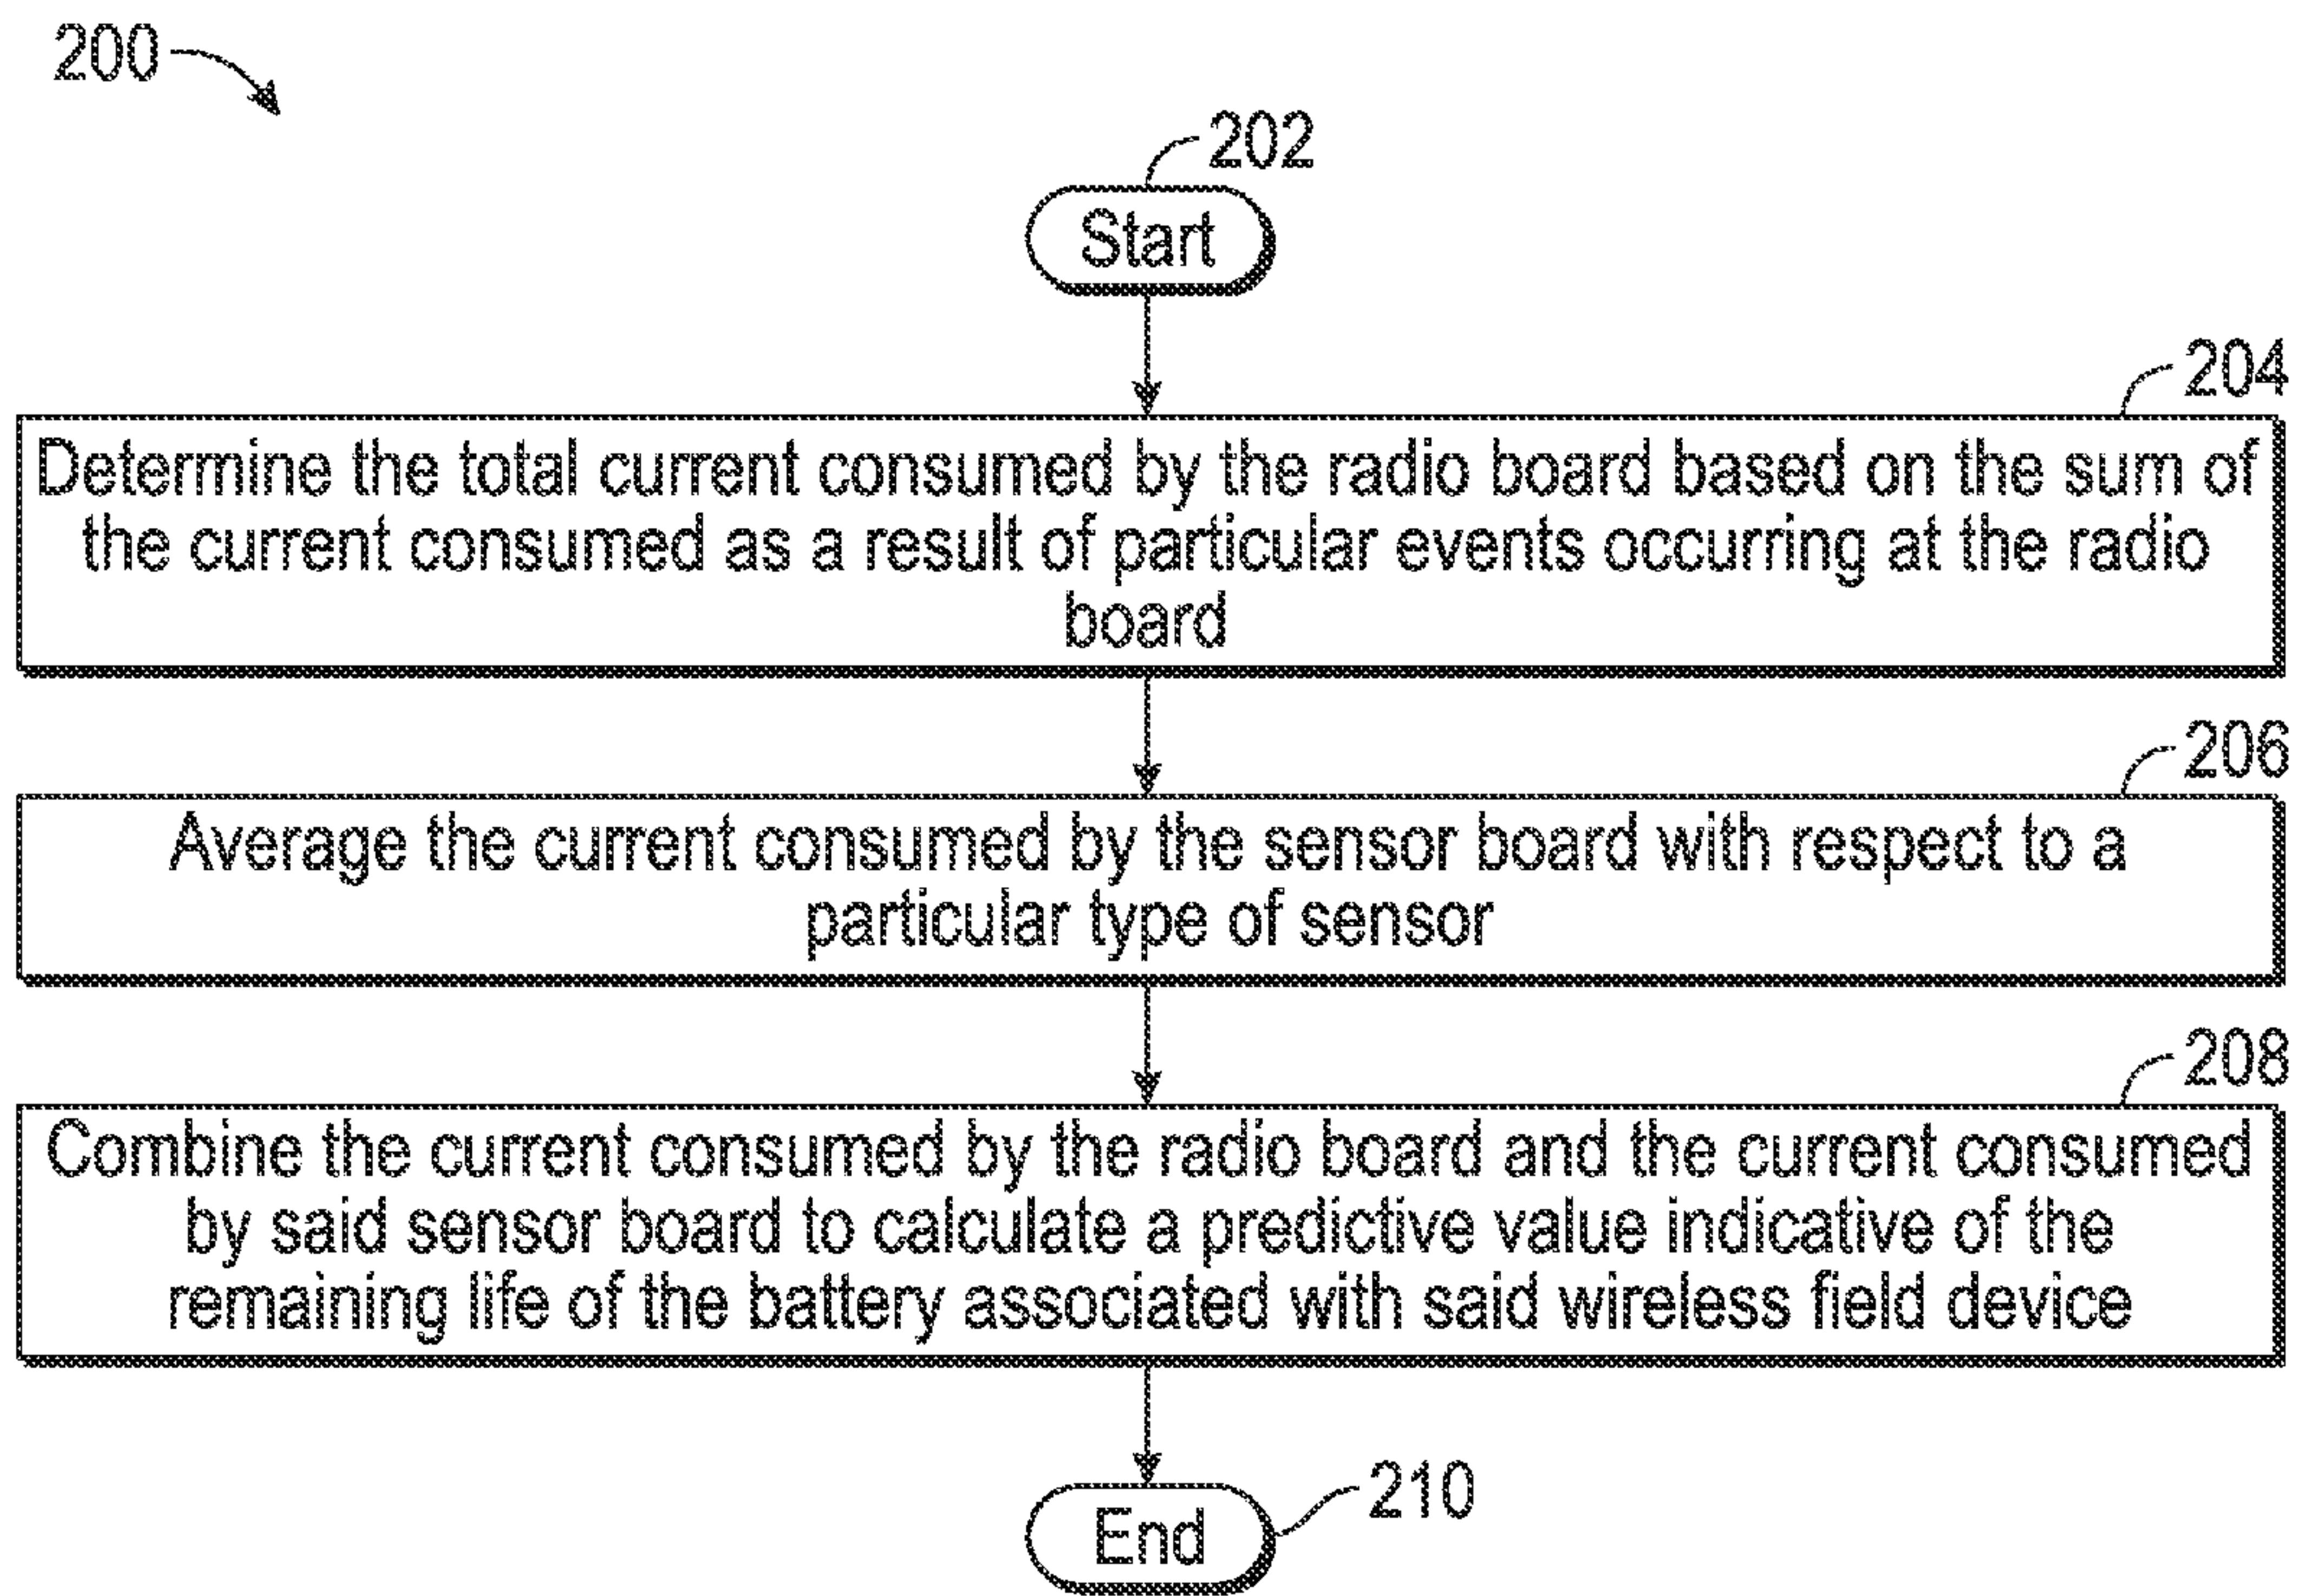 200
202
Start
204
Determine the total current consumed by the radio board based on the sum of
the current consumed as a result of particular events occurring at the radio
board
206
Average the current consumed by the sensor board with respect to a
particular type of sensor
208
Combine the current consumed by the radio board and the current consumed
by said sensor board to calculate a predictive value indicative of the
remaining life of the battery associated with said wireless field device
210
End